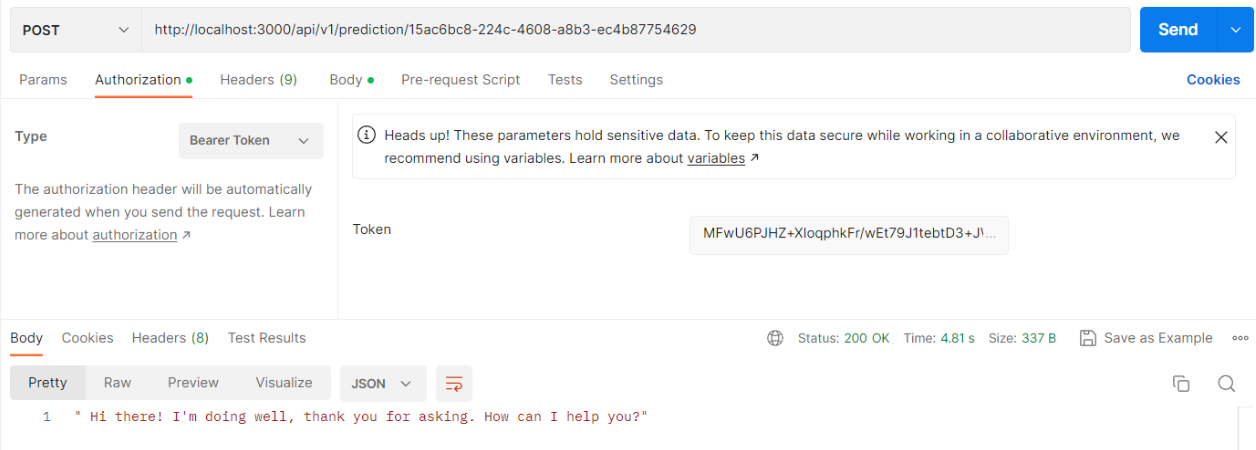 POST
http://localhost:3000/api/v1/prediction/15ac6bc8-224c-4608-a8b3-ec4b87754629
Send
Params Authorization Headers (9) Body Pre-request Script Tests Settings Cookies
Type
Bearer Token
The authorization header will be automatically
generated when you send the request. Learn
more about authorization ↗
Heads up! These parameters hold sensitive data. To keep this data secure while working in a collaborative environment, we
recommend using variables. Learn more about variables ↗
Token
MFwU6PJHZ+XloqphkFr/wEt79J1tebtD3+J...
Body Cookies Headers (8) Test Results
Status: 200 OK Time: 4.81 s Size: 337 B Save as Example
Pretty Raw Preview Visualize JSON
1 " Hi there! I'm doing well, thank you for asking. How can I help you?"